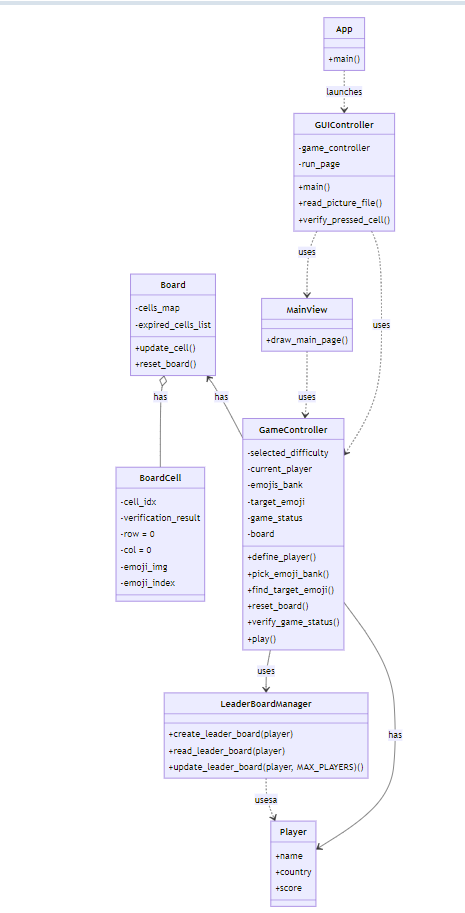 App
+main()
launches
GUIController
-game_controller
-run_page
+main()
+read_picture_file()
+verify_pressed_cell()
uses
uses
Board
-cells_map
-expired_cells_list
+update_cell()
+reset_board()
MainView
+draw_main_page()
has
has
uses
GameController
-selected_difficulty
-current_player
-emojis_bank
-target_emoji
-game_status
-board
+define_player()
+pick_emoji_bank()
+find_target_emoji()
+reset_board()
+verify_game_status()
+play()
BoardCell
-cell_idx
-verification_result
-row = 0
-col = 0
-emoji_img
-emoji_index
uses
has
LeaderBoardManager
+create_leader_board(player)
+read_leader_board(player)
+update_leader_board(player, MAX_PLAYERS)()
usesa
Player
+name
+country
+score